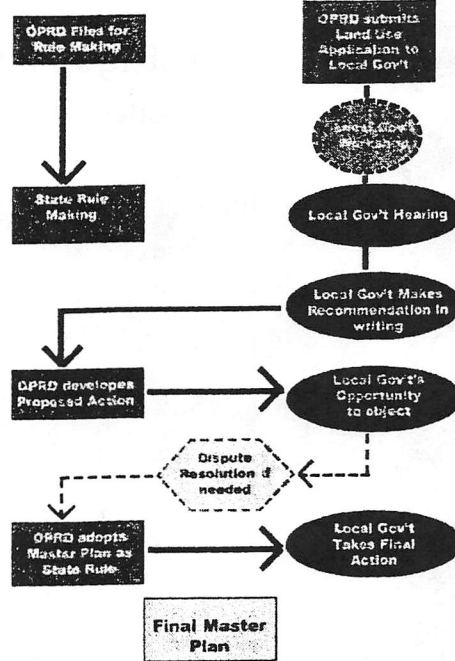 OPRD Files for
Rule Making
OPRD submits
Land Use
Application to
Local Gov't
Local Gov't
State Rule
Making
Local Gov't Hearing
Local Gov't Makes
Recommendation in
writing
OPRD developes
Proposed Action
Local Gov't's
Opportunity
to object
Dispute
Resolution if
needed
OPRD adopts
Master Plan as
State Rule
Local Gov't
Takes Final
Action
Final Master
Plan